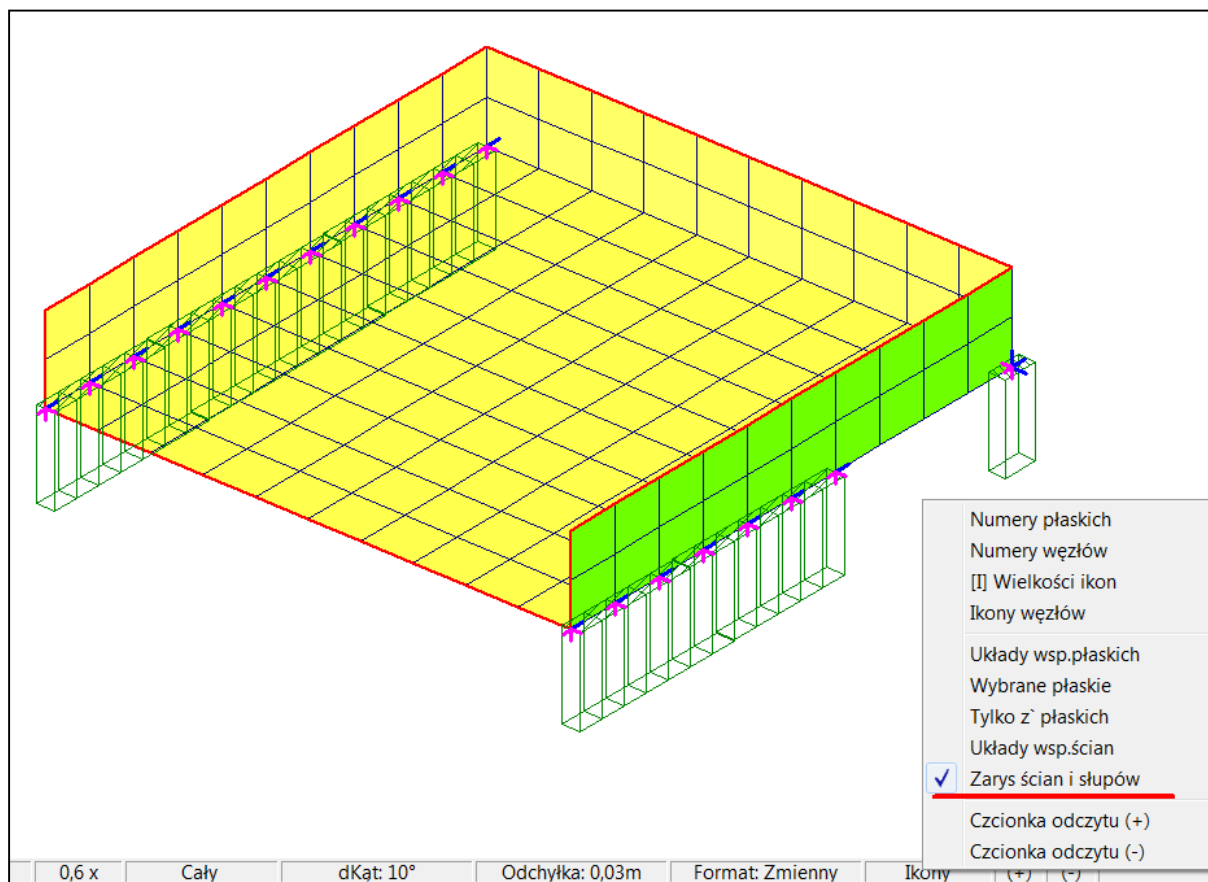 Numery płaskich
Numery węzłów
[I] Wielkości ikon
Ikony węzłów
Układy wsp.płaskich
Wybrane płaskie
Tylko z` płaskich
Układy wsp.ścian
Zarys ścian i słupów
Czcionka odczytu (+)
Czcionka odczytu (-)
0,6 x Cały dKąt: 10° Odchyłka: 0,03m Format: Zmienny Ikony (+) (-)